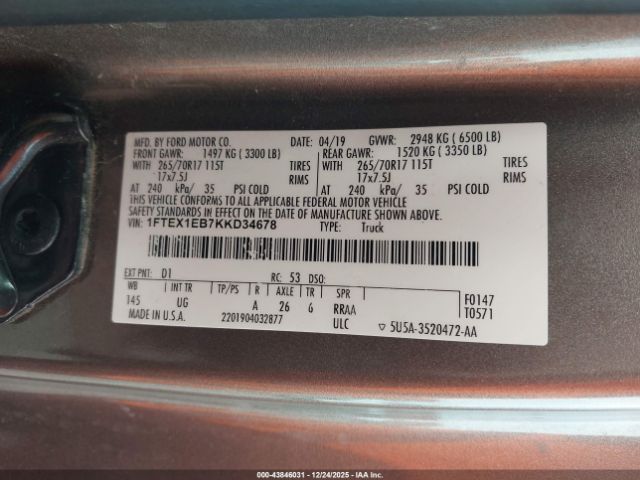 MFD. BY FORD MOTOR CO. DATE: 04/19 GVWR: 2948 KG ( 6500 LB)
FRONT GAWR: 1497 KG ( 3300 LB) REAR GAWR: 1520 KG ( 3350 LB)
WITH 265/70R17 115T TIRES WITH 265/70R17 115T TIRES
17x7.5J RIMS 17x7.5J RIMS
AT 240 kPa/ 35 PSI COLD AT 240 kPa/ 35 PSI COLD
THIS VEHICLE CONFORMS TO ALL APPLICABLE FEDERAL MOTOR VEHICLE
SAFETY STANDARDS IN EFFECT ON THE DATE OF MANUFACTURE SHOWN ABOVE.
VIN: 1FTEX1EB7KKD34678 TYPE: Truck
EXT PNT: D1 RC: 53 DSO:
WB INT TR TP/PS R AXLE TR SPR F0147
145 UG A 26 6 RRAA T0571
MADE IN U.S.A. 2201904032877 ULC ▽ 5U5A-3520472-AA
000-43846031 - 12/24/2025 - Copyright 2025 IAA, Inc. All Rights Reserved.